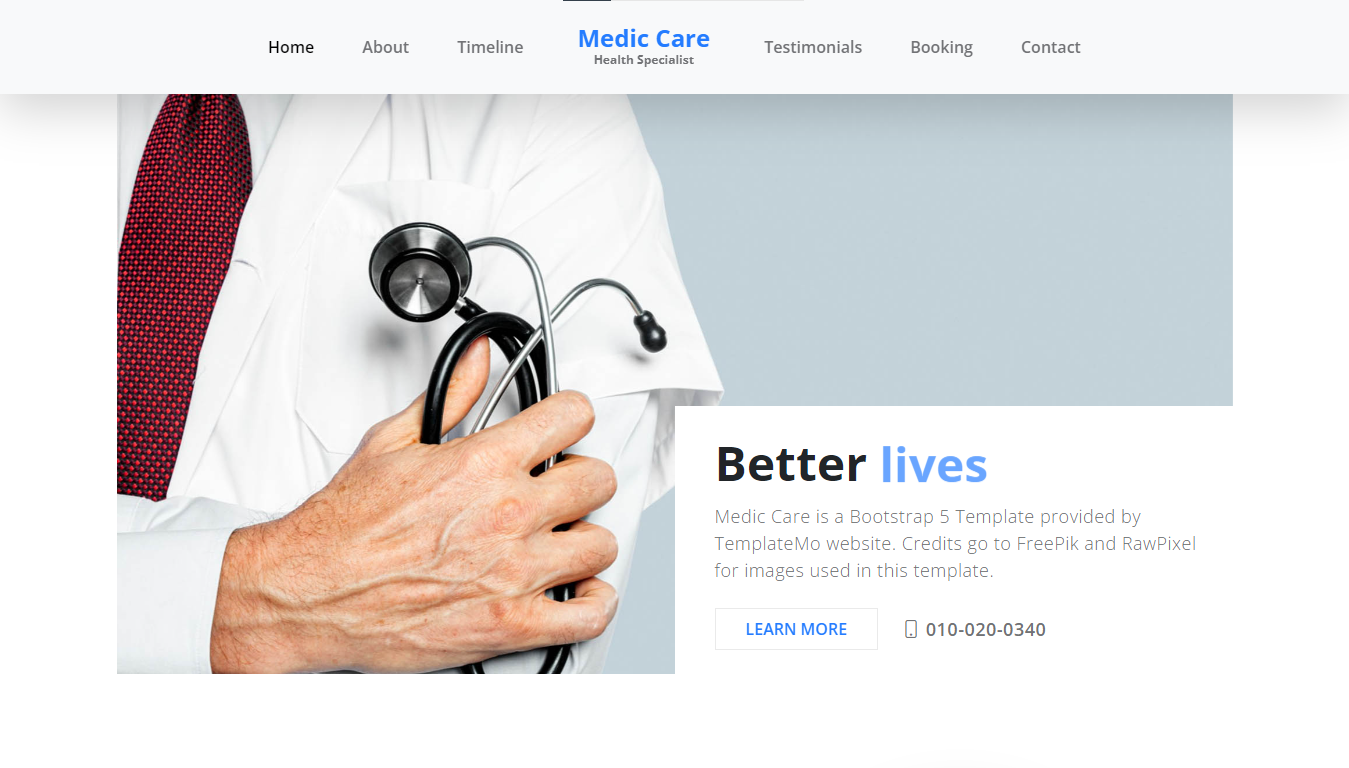 Home About Timeline Medic Care Testimonials Booking Contact
Health Specialist
Better lives
Medic Care is a Bootstrap 5 Template provided by
TemplateMo website. Credits go to FreePik and RawPixel
for images used in this template.
LEARN MORE 010-020-0340